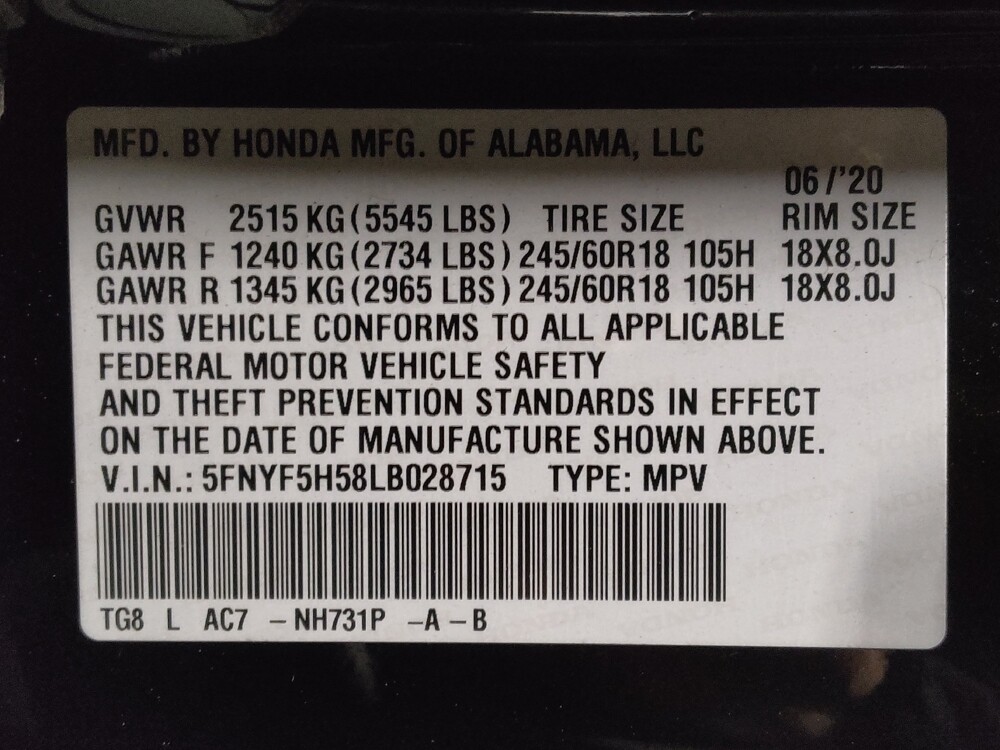 MFD. BY HONDA MFG. OF ALABAMA, LLC
06/'20
GVWR 2515 KG (5545 LBS) TIRE SIZE RIM SIZE
GAWR F 1240 KG (2734 LBS) 245/60R18 105H 18X8.0J
GAWR R 1345 KG (2965 LBS) 245/60R18 105H 18X8.0J
THIS VEHICLE CONFORMS TO ALL APPLICABLE
FEDERAL MOTOR VEHICLE SAFETY
AND THEFT PREVENTION STANDARDS IN EFFECT
ON THE DATE OF MANUFACTURE SHOWN ABOVE.
V.I.N.: 5FNYF5H58LB028715 TYPE: MPV
TG8 L AC7 – NH731P –A – B